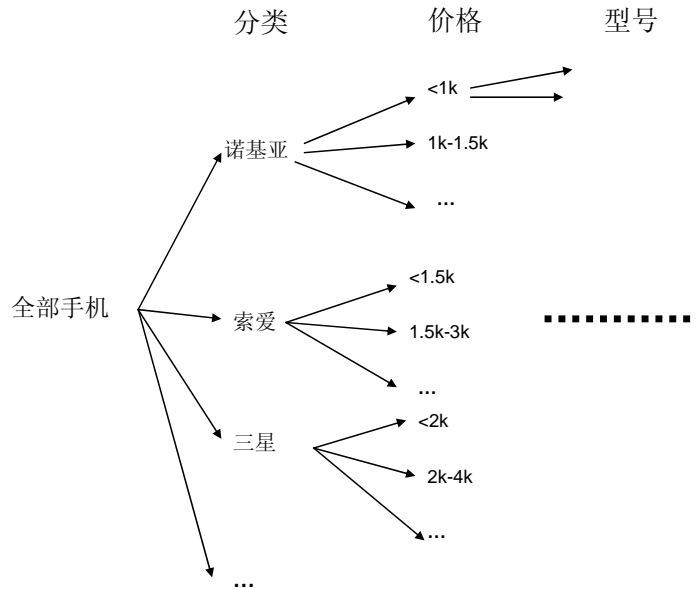 分类 价格 型号
<1k
诺基亚
1k-1.5k
...
<1.5k
全部手机
索爱
1.5k-3k
...
<2k
三星
2k-4k
...
...